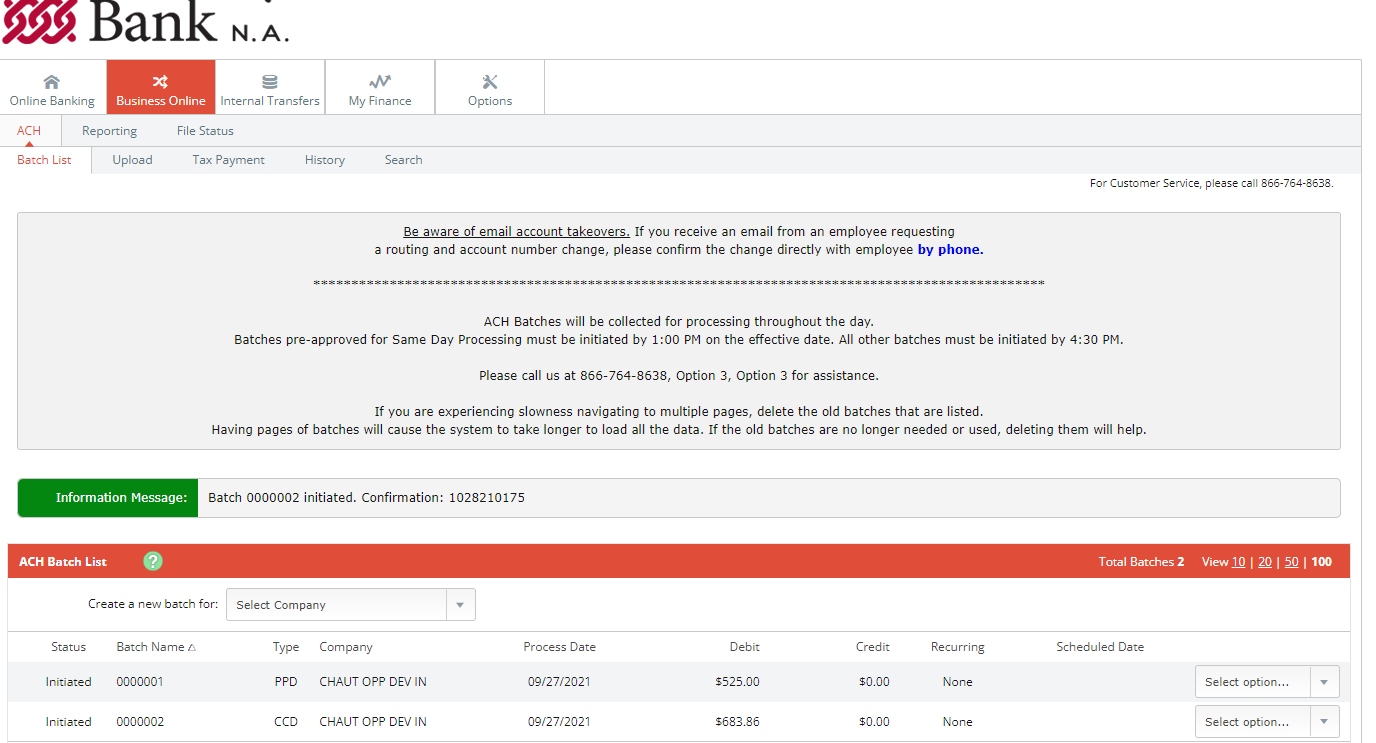 Bank N.A.
Online Banking
Business Online
Internal Transfers
My Finance
Options
ACH Reporting File Status
Batch List Upload Tax Payment History Search
For Customer Service, please call 866-764-8638.
Be aware of email account takeovers. If you receive an email from an employee requesting
a routing and account number change, please confirm the change directly with employee by phone.
************************************************************************************************
ACH Batches will be collected for processing throughout the day.
Batches pre-approved for Same Day Processing must be initiated by 1:00 PM on the effective date. All other batches must be initiated by 4:30 PM.
Please call us at 866-764-8638, Option 3, Option 3 for assistance.
If you are experiencing slowness navigating to multiple pages, delete the old batches that are listed.
Having pages of batches will cause the system to take longer to load all the data. If the old batches are no longer needed or used, deleting them will help.
Information Message: Batch 0000002 initiated. Confirmation: 1028210175
ACH Batch List ? Total Batches 2 View 10 | 20 | 50 | 100
Create a new batch for: Select Company
Status Batch Name Type Company Process Date Debit Credit Recurring Scheduled Date
Initiated 0000001 PPD CHAUT OPP DEV IN 09/27/2021 $525.00 $0.00 None Select option...
Initiated 0000002 CCD CHAUT OPP DEV IN 09/27/2021 $683.86 $0.00 None Select option...